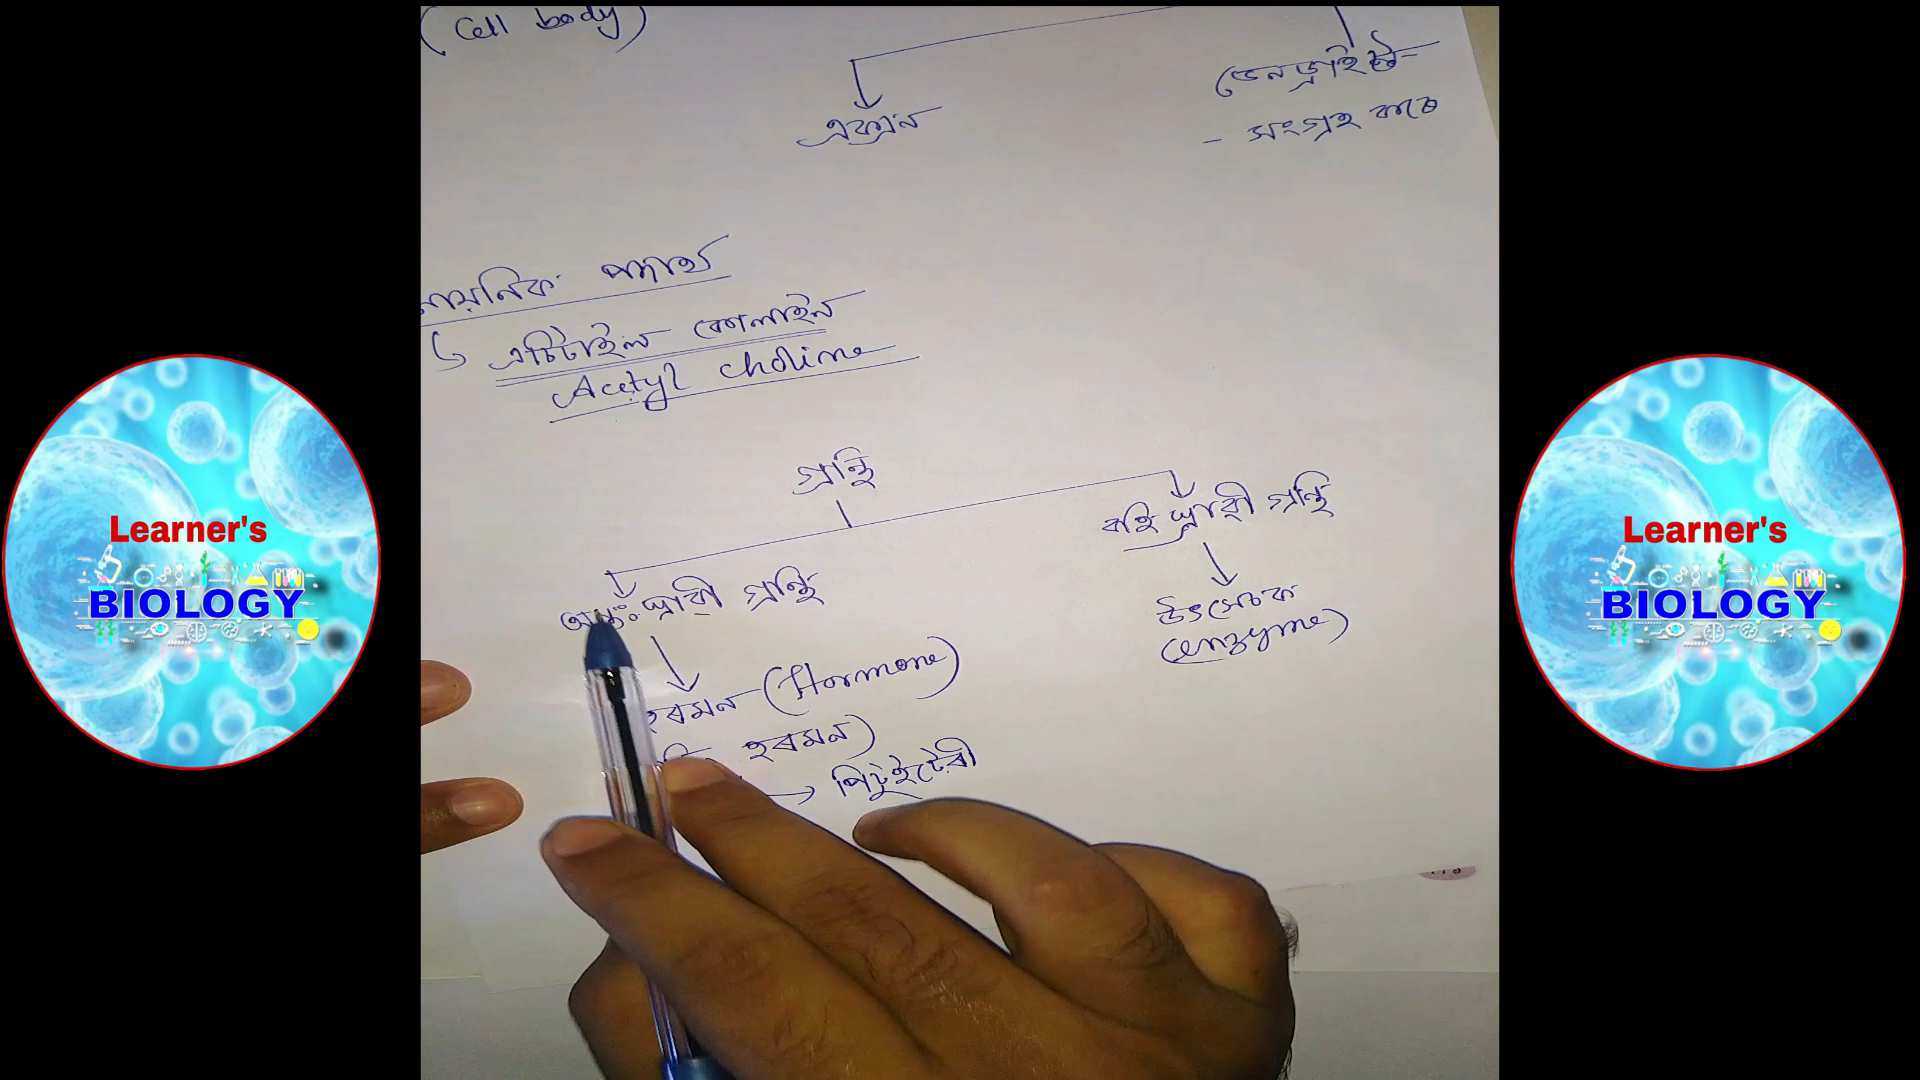 (Cell body)
এক্সন
ডেনড্ৰাইট
- সংগ্ৰহ কৰে
পদাৰ্থ
এচিটাইল কোলাইন
Acetyl choline
গ্ৰন্থি
অন্তঃস্ৰাৱী গ্ৰন্থি
বহিঃস্ৰাৱী গ্ৰন্থি
হৰমন (Hormone)
উৎসেচক
(enzyme)
হৰমন)
পিটুইটেৰী
Learner's
BIOLOGY
Learner's
BIOLOGY